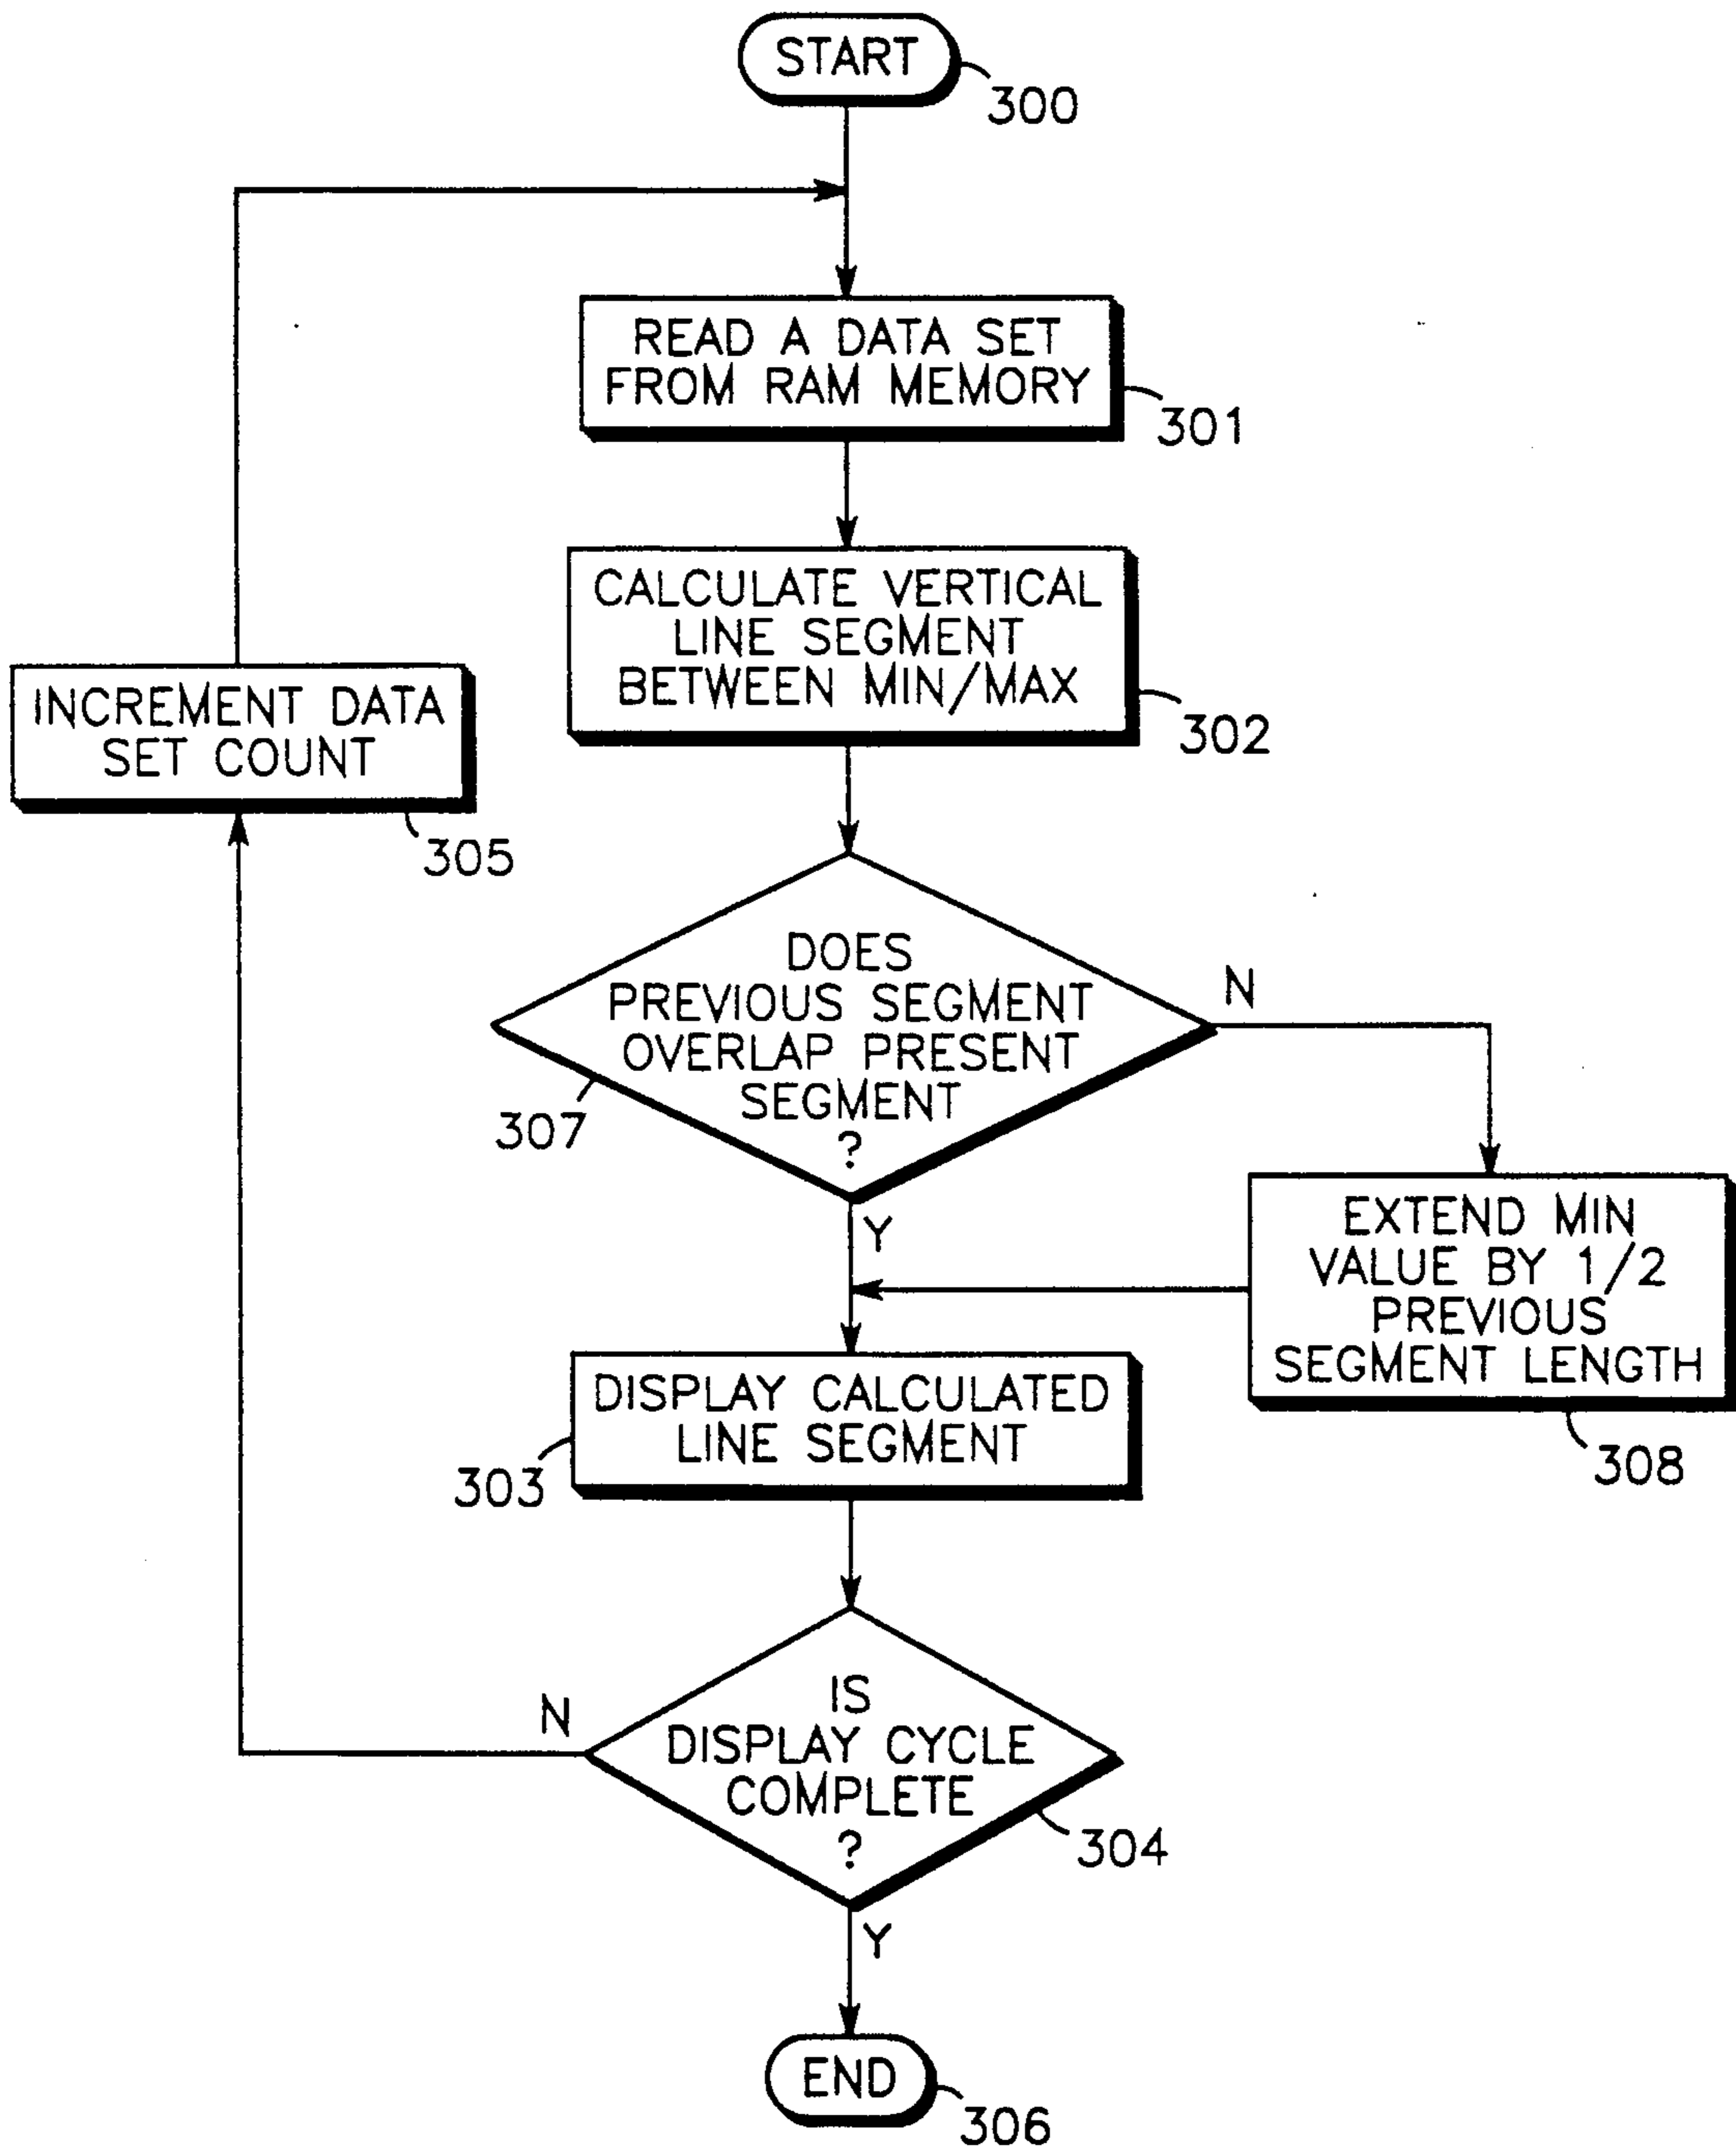 START
300
READ A DATA SET
FROM RAM MEMORY
301
CALCULATE VERTICAL
LINE SEGMENT
BETWEEN MIN/MAX
302
INCREMENT DATA
SET COUNT
305
DOES
PREVIOUS SEGMENT
OVERLAP PRESENT
SEGMENT
?
307
N
Y
EXTEND MIN
VALUE BY 1/2
PREVIOUS
SEGMENT LENGTH
308
DISPLAY CALCULATED
LINE SEGMENT
303
IS
DISPLAY CYCLE
COMPLETE
?
304
N
Y
END
306